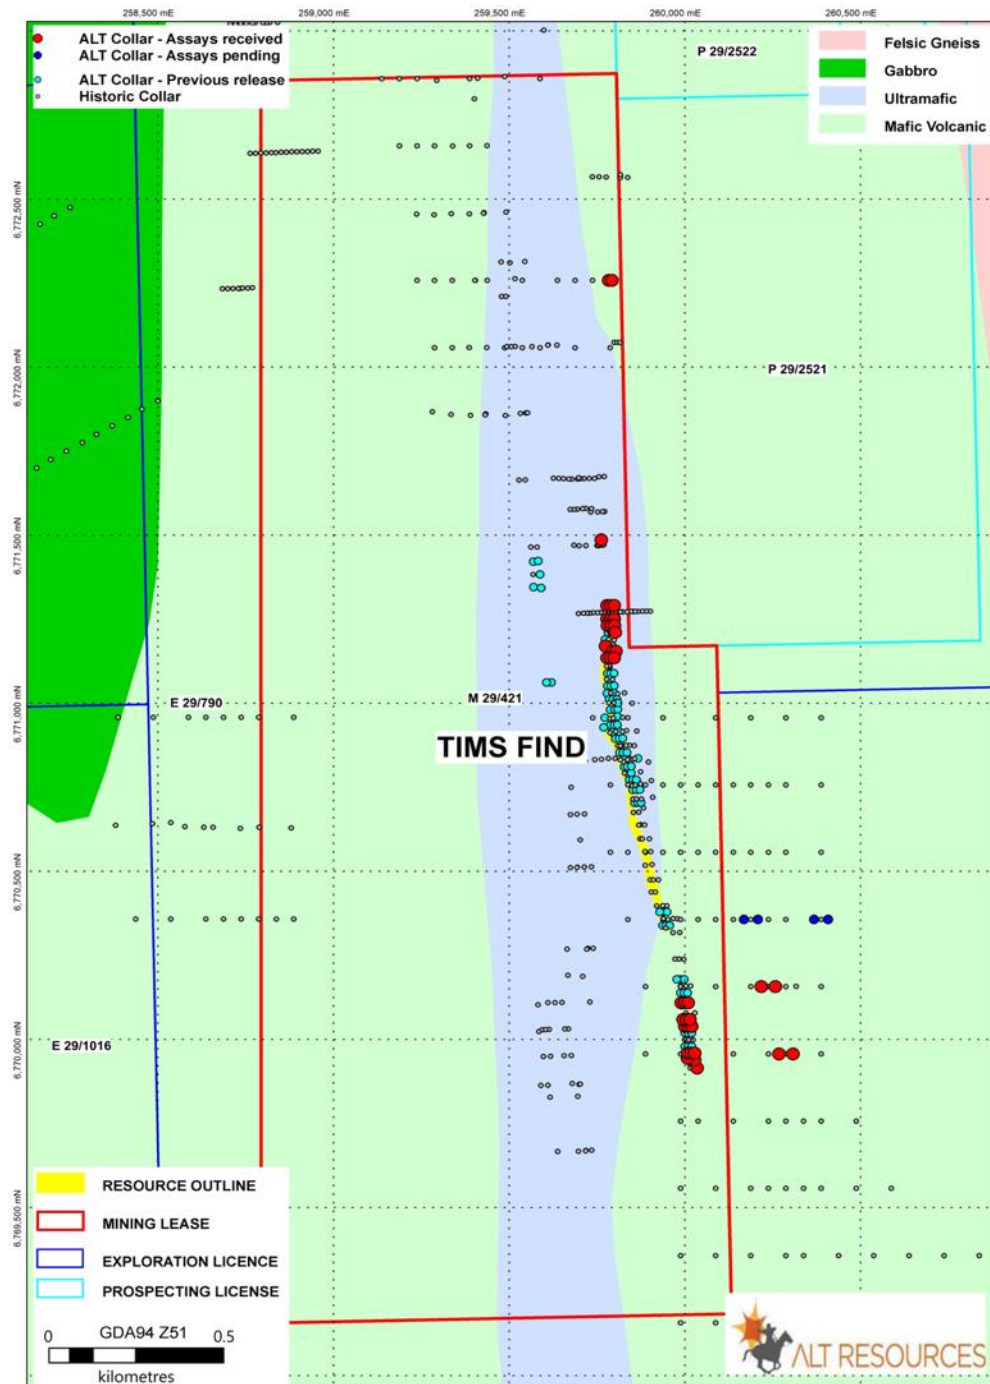 258,500 mE
259,000 mE
259,500 mE
260,000 mE
260,500 mE
ALT Collar - Assays received
ALT Collar - Assays pending
ALT Collar - Previous release
Historic Collar
P 29/2522
Felsic Gneiss
Gabbro
Ultramafic
Mafic Volcanic
6,772,500 mN
6,772,000 mN
P 29/2521
6,771,500 mN
6,771,000 mN
E 29/790
M 29/421
TIMS FIND
6,770,500 mN
6,770,000 mN
E 29/1016
6,769,500 mN
RESOURCE OUTLINE
MINING LEASE
EXPLORATION LICENCE
PROSPECTING LICENSE
0 GDA94 Z51 0.5
kilometres
ALT RESOURCES